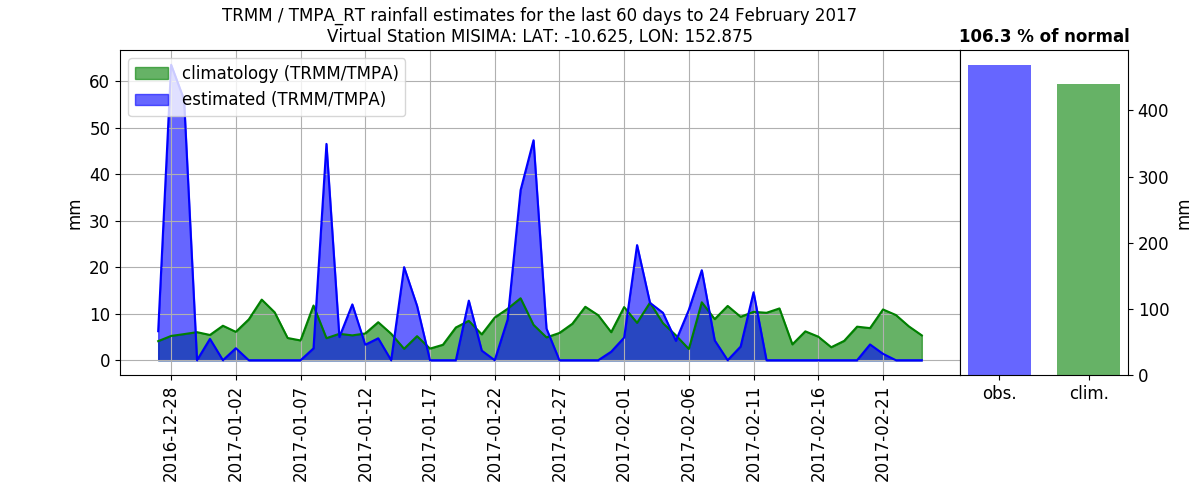 TRMM / TMPA_RT rainfall estimates for the last 60 days to 24 February 2017
Virtual Station MISIMA: LAT: -10.625, LON: 152.875
106.3 % of normal
climatology (TRMM/TMPA)
estimated (TRMM/TMPA)
60
50
40
30
20
10
0
mm
2016-12-28
2017-01-02
2017-01-07
2017-01-12
2017-01-17
2017-01-22
2017-01-27
2017-02-01
2017-02-06
2017-02-11
2017-02-16
2017-02-21
obs.
clim.
400
300
200
100
0
mm